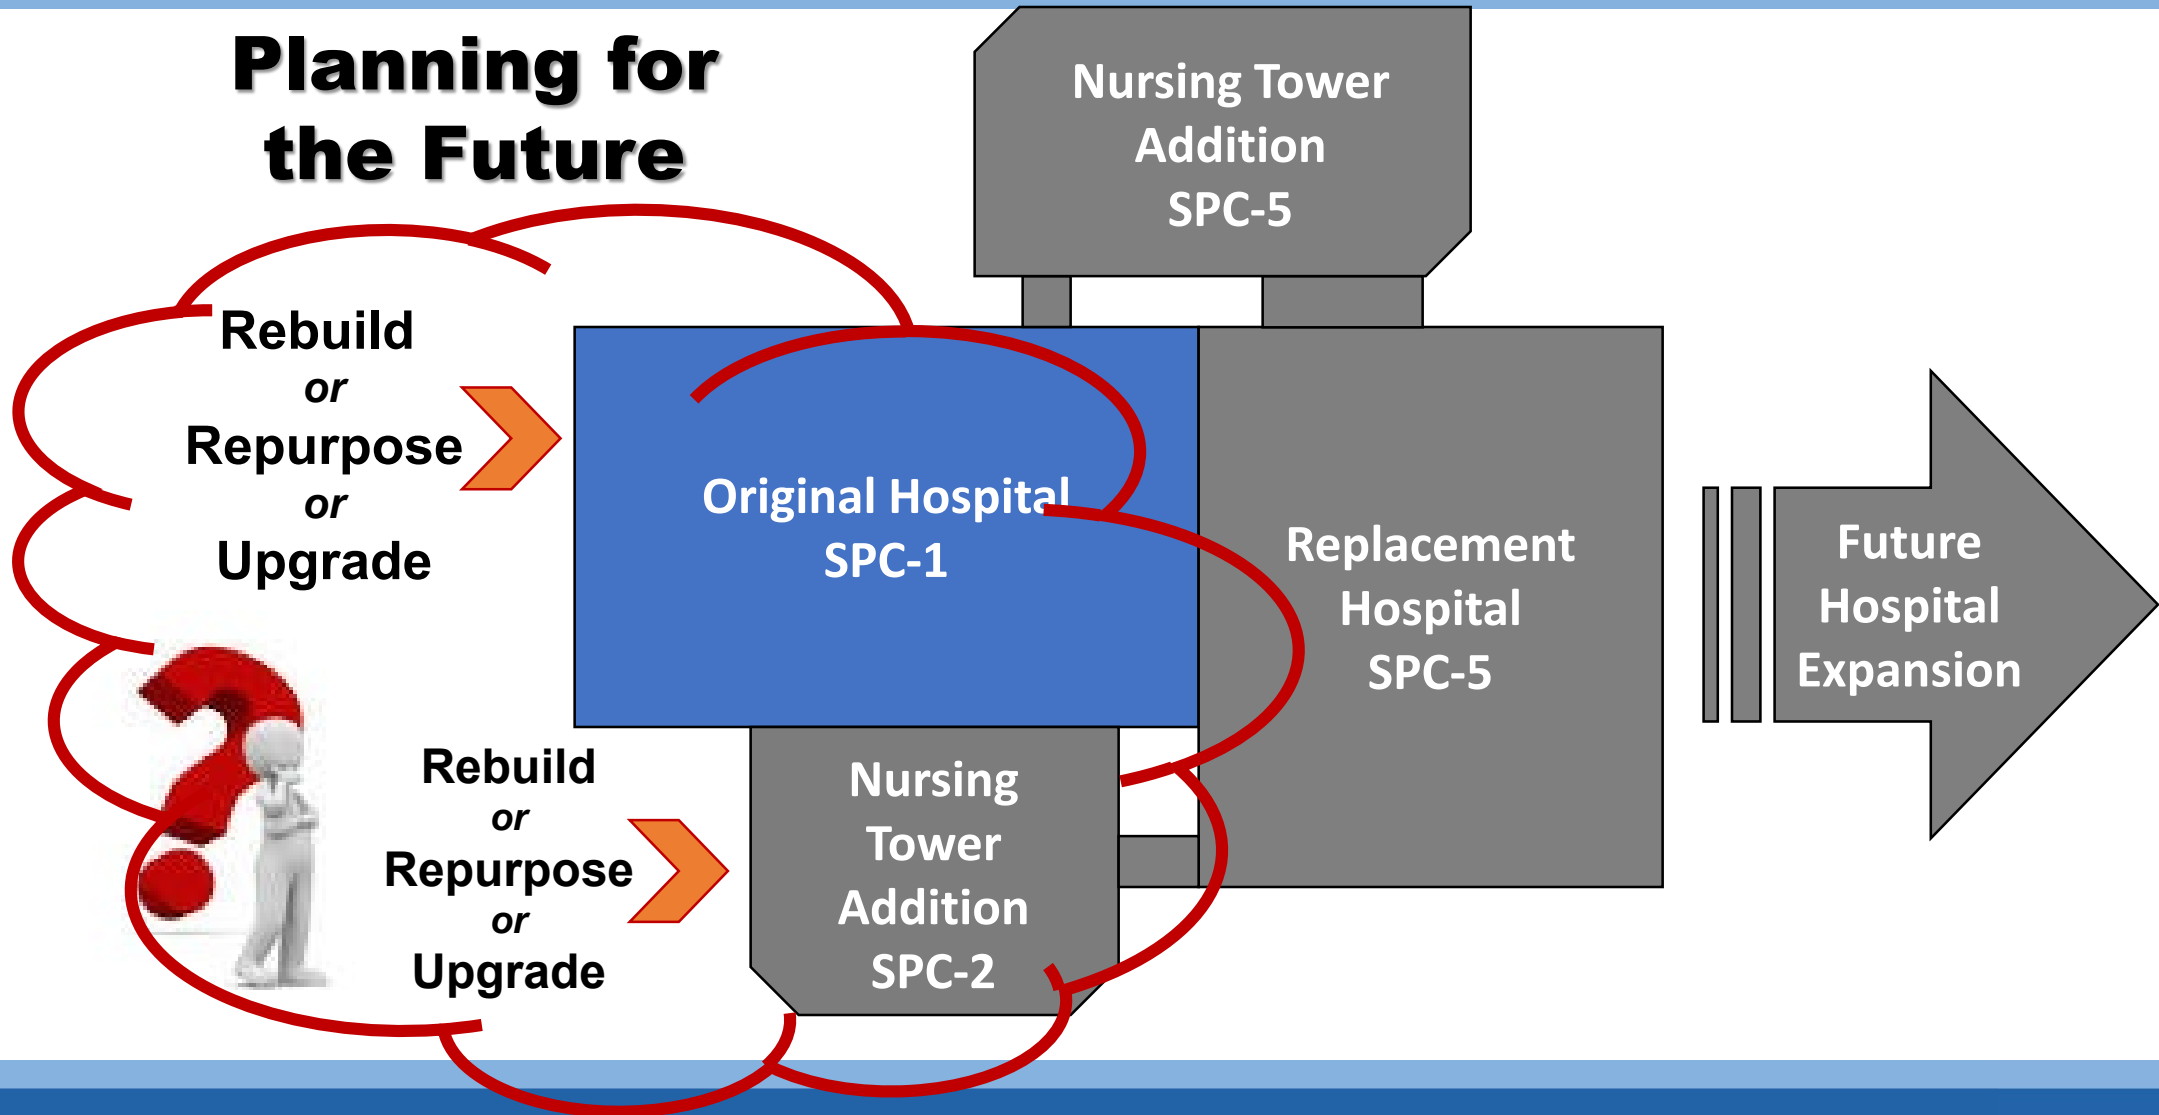 Planning for
the Future
Nursing Tower
Addition
SPC-5
Rebuild
or
Repurpose
or
Upgrade
Original Hospital
SPC-1
Replacement
Hospital
SPC-5
Future
Hospital
Expansion
Rebuild
or
Repurpose
or
Upgrade
Nursing
Tower
Addition
SPC-2